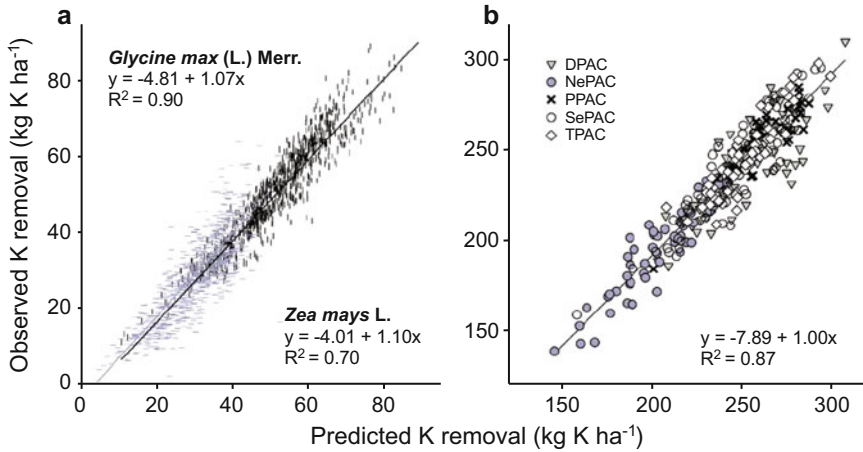 a
Glycine max (L.) Merr.
y = -4.81 + 1.07x
R² = 0.90
Zea mays L.
y = -4.01 + 1.10x
R² = 0.70
Observed K removal (kg K ha⁻¹)
80
60
40
20
0
0 20 40 60 80
b
DPAC
NePAC
PPAC
SePAC
TPAC
y = -7.89 + 1.00x
R² = 0.87
300
250
200
150
150 200 250 300
Predicted K removal (kg K ha⁻¹)